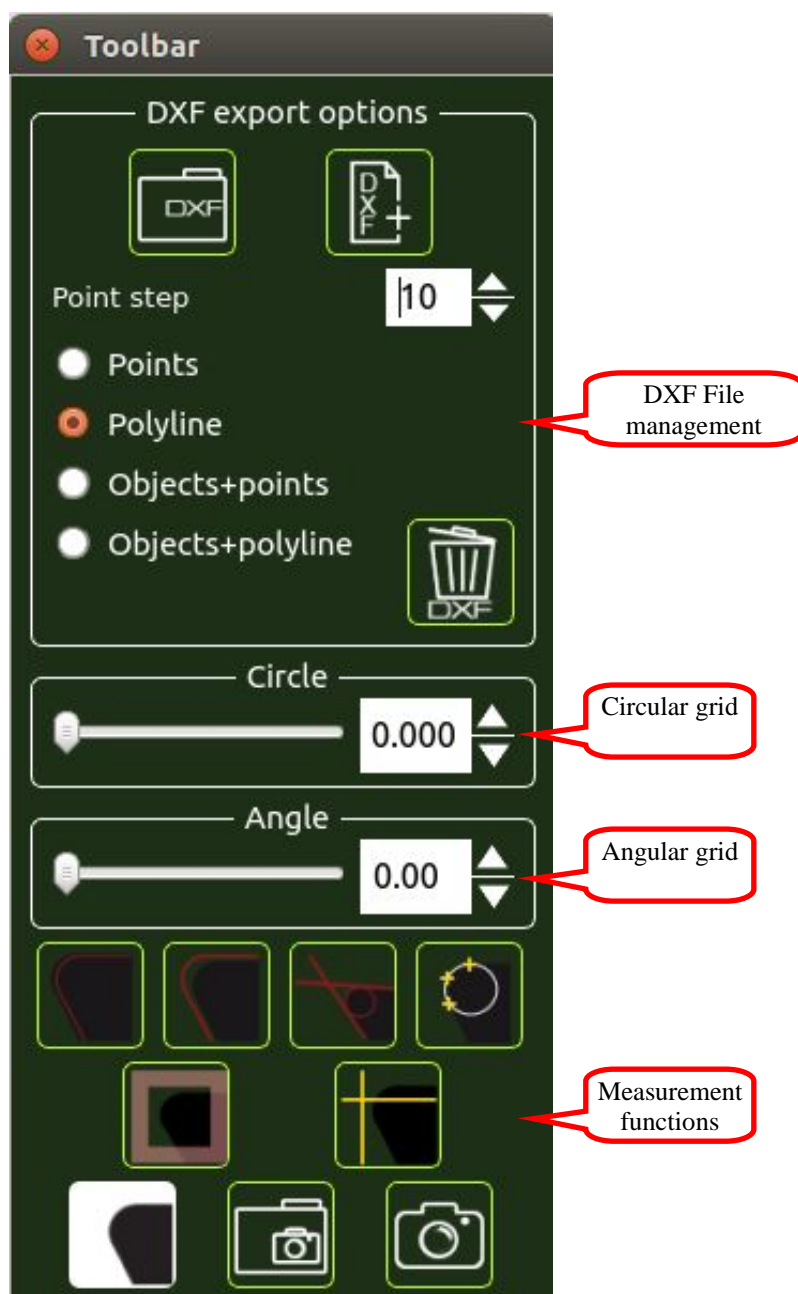 Toolbar
DXF export options
DXF
DXF
Point step
10
Points
Polyline
Objects+points
Objects+polyline
DXF
DXF File
management
Circle
0.000
Circular grid
Angle
0.00
Angular grid
Measurement
functions